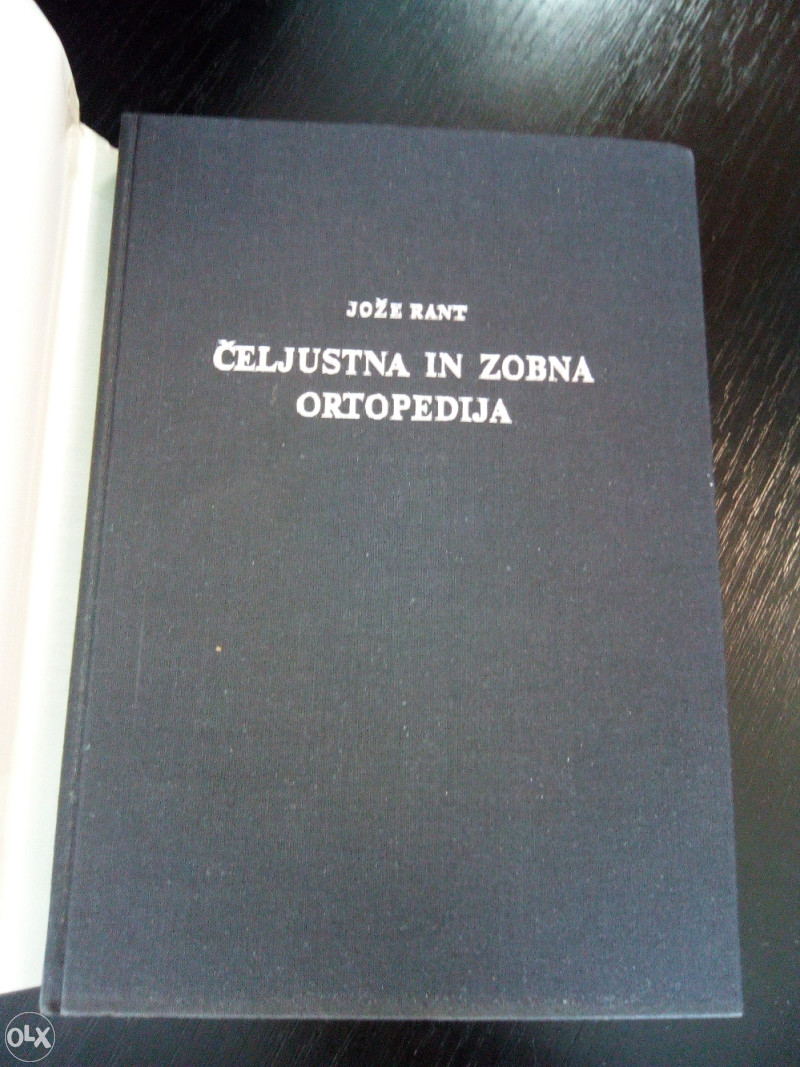 JOŽE RANT
ČELJUSTNA IN ZOBNA
ORTOPEDIJA
OLX